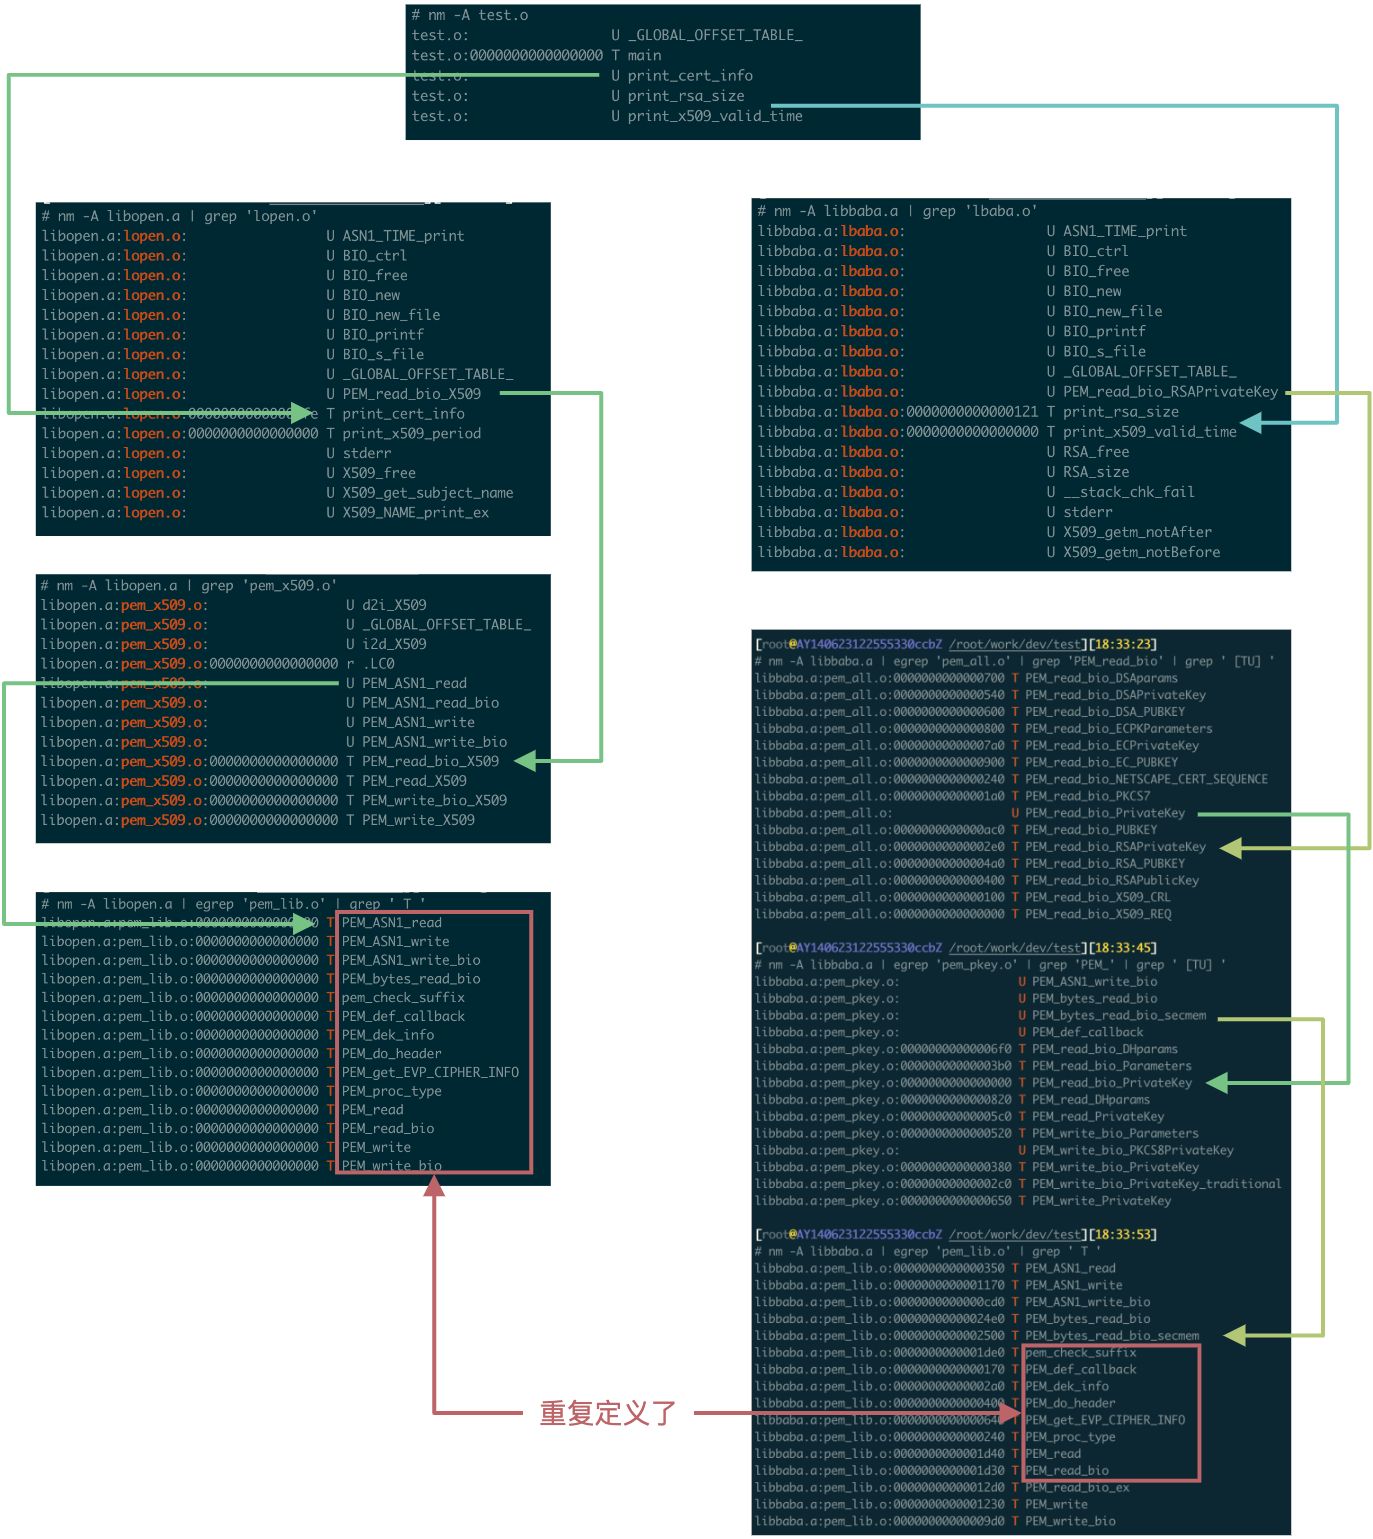 # nm -A test.o
test.o:                 U _GLOBAL_OFFSET_TABLE_
test.o:0000000000000000 T main
test.o:                 U print_cert_info
test.o:                 U print_rsa_size
test.o:                 U print_x509_valid_time
# nm -A libopen.a | grep 'lopen.o'
libopen.a:lopen.o:                 U ASN1_TIME_print
libopen.a:lopen.o:                 U BIO_ctrl
libopen.a:lopen.o:                 U BIO_free
libopen.a:lopen.o:                 U BIO_new
libopen.a:lopen.o:                 U BIO_new_file
libopen.a:lopen.o:                 U BIO_printf
libopen.a:lopen.o:                 U BIO_s_file
libopen.a:lopen.o:                 U _GLOBAL_OFFSET_TABLE_
libopen.a:lopen.o:                 U PEM_read_bio_X509
libopen.a:lopen.o: T print_cert_info
libopen.a:lopen.o:0000000000000000 T print_x509_period
libopen.a:lopen.o:                 U stderr
libopen.a:lopen.o:                 U X509_free
libopen.a:lopen.o:                 U X509_get_subject_name
libopen.a:lopen.o:                 U X509_NAME_print_ex
# nm -A libopen.a | grep 'pem_x509.o'
libopen.a:pem_x509.o:                 U d2i_X509
libopen.a:pem_x509.o:                 U _GLOBAL_OFFSET_TABLE_
libopen.a:pem_x509.o:                 U i2d_X509
libopen.a:pem_x509.o:0000000000000000 r .LC0
libopen.a:pem_x509.o:                 U PEM_ASN1_read
libopen.a:pem_x509.o:                 U PEM_ASN1_read_bio
libopen.a:pem_x509.o:                 U PEM_ASN1_write
libopen.a:pem_x509.o:                 U PEM_ASN1_write_bio
libopen.a:pem_x509.o:0000000000000000 T PEM_read_bio_X509
libopen.a:pem_x509.o:0000000000000000 T PEM_read_X509
libopen.a:pem_x509.o:0000000000000000 T PEM_write_bio_X509
libopen.a:pem_x509.o:0000000000000000 T PEM_write_X509
# nm -A libopen.a | egrep 'pem_lib.o' | grep ' T '
libopen.a:pem_lib.o:0000000000000000 T PEM_ASN1_read
libopen.a:pem_lib.o:0000000000000000 T PEM_ASN1_write
libopen.a:pem_lib.o:0000000000000000 T PEM_ASN1_write_bio
libopen.a:pem_lib.o:0000000000000000 T PEM_bytes_read_bio
libopen.a:pem_lib.o:0000000000000000 T pem_check_suffix
libopen.a:pem_lib.o:0000000000000000 T PEM_def_callback
libopen.a:pem_lib.o:0000000000000000 T PEM_dek_info
libopen.a:pem_lib.o:0000000000000000 T PEM_do_header
libopen.a:pem_lib.o:0000000000000000 T PEM_get_EVP_CIPHER_INFO
libopen.a:pem_lib.o:0000000000000000 T PEM_proc_type
libopen.a:pem_lib.o:0000000000000000 T PEM_read
libopen.a:pem_lib.o:0000000000000000 T PEM_read_bio
libopen.a:pem_lib.o:0000000000000000 T PEM_write
libopen.a:pem_lib.o:0000000000000000 T PEM_write_bio
# nm -A libbaba.a | grep 'lbaba.o'
libbaba.a:lbaba.o:                 U ASN1_TIME_print
libbaba.a:lbaba.o:                 U BIO_ctrl
libbaba.a:lbaba.o:                 U BIO_free
libbaba.a:lbaba.o:                 U BIO_new
libbaba.a:lbaba.o:                 U BIO_new_file
libbaba.a:lbaba.o:                 U BIO_printf
libbaba.a:lbaba.o:                 U BIO_s_file
libbaba.a:lbaba.o:                 U _GLOBAL_OFFSET_TABLE_
libbaba.a:lbaba.o:                 U PEM_read_bio_RSAPrivateKey
libbaba.a:lbaba.o:0000000000000121 T print_rsa_size
libbaba.a:lbaba.o:0000000000000000 T print_x509_valid_time
libbaba.a:lbaba.o:                 U RSA_free
libbaba.a:lbaba.o:                 U RSA_size
libbaba.a:lbaba.o:                 U __stack_chk_fail
libbaba.a:lbaba.o:                 U stderr
libbaba.a:lbaba.o:                 U X509_getm_notAfter
libbaba.a:lbaba.o:                 U X509_getm_notBefore
[root@AY140623122555330ccbZ /root/work/dev/test][18:33:23]
# nm -A libbaba.a | egrep 'pem_all.o' | grep 'PEM_read_bio' | grep ' [TU] '
libbaba.a:pem_all.o:0000000000000700 T PEM_read_bio_DSAparams
libbaba.a:pem_all.o:0000000000000540 T PEM_read_bio_DSAPrivateKey
libbaba.a:pem_all.o:0000000000000600 T PEM_read_bio_DSA_PUBKEY
libbaba.a:pem_all.o:0000000000000800 T PEM_read_bio_ECPKParameters
libbaba.a:pem_all.o:00000000000007a0 T PEM_read_bio_ECPrivateKey
libbaba.a:pem_all.o:0000000000000900 T PEM_read_bio_EC_PUBKEY
libbaba.a:pem_all.o:0000000000000240 T PEM_read_bio_NETSCAPE_CERT_SEQUENCE
libbaba.a:pem_all.o:00000000000001a0 T PEM_read_bio_PKCS7
libbaba.a:pem_all.o:                 U PEM_read_bio_PrivateKey
libbaba.a:pem_all.o:0000000000000ac0 T PEM_read_bio_PUBKEY
libbaba.a:pem_all.o:00000000000002e0 T PEM_read_bio_RSAPrivateKey
libbaba.a:pem_all.o:00000000000004a0 T PEM_read_bio_RSA_PUBKEY
libbaba.a:pem_all.o:0000000000000400 T PEM_read_bio_RSAPublicKey
libbaba.a:pem_all.o:0000000000000100 T PEM_read_bio_X509_CRL
libbaba.a:pem_all.o:0000000000000000 T PEM_read_bio_X509_REQ
[root@AY140623122555330ccbZ /root/work/dev/test][18:33:45]
# nm -A libbaba.a | egrep 'pem_pkey.o' | grep 'PEM_' | grep ' [TU] '
libbaba.a:pem_pkey.o:                 U PEM_ASN1_write_bio
libbaba.a:pem_pkey.o:                 U PEM_bytes_read_bio
libbaba.a:pem_pkey.o:                 U PEM_bytes_read_bio_secmem
libbaba.a:pem_pkey.o:                 U PEM_def_callback
libbaba.a:pem_pkey.o:00000000000006f0 T PEM_read_bio_DHparams
libbaba.a:pem_pkey.o:00000000000003b0 T PEM_read_bio_Parameters
libbaba.a:pem_pkey.o:0000000000000000 T PEM_read_bio_PrivateKey
libbaba.a:pem_pkey.o:0000000000000820 T PEM_read_DHparams
libbaba.a:pem_pkey.o:00000000000005c0 T PEM_read_PrivateKey
libbaba.a:pem_pkey.o:0000000000000520 T PEM_write_bio_Parameters
libbaba.a:pem_pkey.o:                 U PEM_write_bio_PKCS8PrivateKey
libbaba.a:pem_pkey.o:0000000000000380 T PEM_write_bio_PrivateKey
libbaba.a:pem_pkey.o:00000000000002c0 T PEM_write_bio_PrivateKey_traditional
libbaba.a:pem_pkey.o:0000000000000650 T PEM_write_PrivateKey
[root@AY140623122555330ccbZ /root/work/dev/test][18:33:53]
# nm -A libbaba.a | egrep 'pem_lib.o' | grep ' T '
libbaba.a:pem_lib.o:0000000000000350 T PEM_ASN1_read
libbaba.a:pem_lib.o:0000000000001170 T PEM_ASN1_write
libbaba.a:pem_lib.o:0000000000000cd0 T PEM_ASN1_write_bio
libbaba.a:pem_lib.o:00000000000024e0 T PEM_bytes_read_bio
libbaba.a:pem_lib.o:0000000000002500 T PEM_bytes_read_bio_secmem
libbaba.a:pem_lib.o:0000000000001de0 T pem_check_suffix
libbaba.a:pem_lib.o:0000000000000170 T PEM_def_callback
libbaba.a:pem_lib.o:00000000000002a0 T PEM_dek_info
libbaba.a:pem_lib.o:0000000000000400 T PEM_do_header
libbaba.a:pem_lib.o: T PEM_get_EVP_CIPHER_INFO
libbaba.a:pem_lib.o:0000000000000240 T PEM_proc_type
libbaba.a:pem_lib.o:0000000000001d40 T PEM_read
libbaba.a:pem_lib.o:0000000000001d30 T PEM_read_bio
libbaba.a:pem_lib.o:00000000000012d0 T PEM_read_bio_ex
libbaba.a:pem_lib.o:0000000000001230 T PEM_write
libbaba.a:pem_lib.o:00000000000009d0 T PEM_write_bio
重复定义了